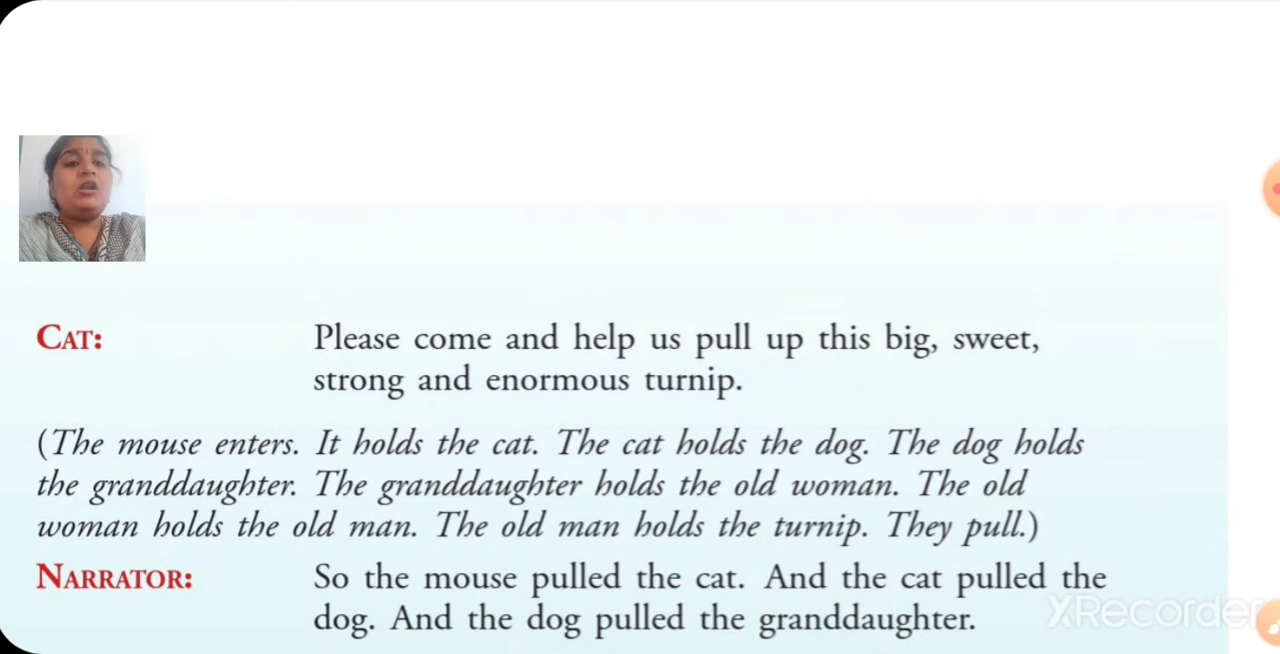 CAT: Please come and help us pull up this big, sweet,
strong and enormous turnip.
(The mouse enters. It holds the cat. The cat holds the dog. The dog holds
the granddaughter. The granddaughter holds the old woman. The old
woman holds the old man. The old man holds the turnip. They pull.)
NARRATOR: So the mouse pulled the cat. And the cat pulled the
dog. And the dog pulled the granddaughter.
XRecorder